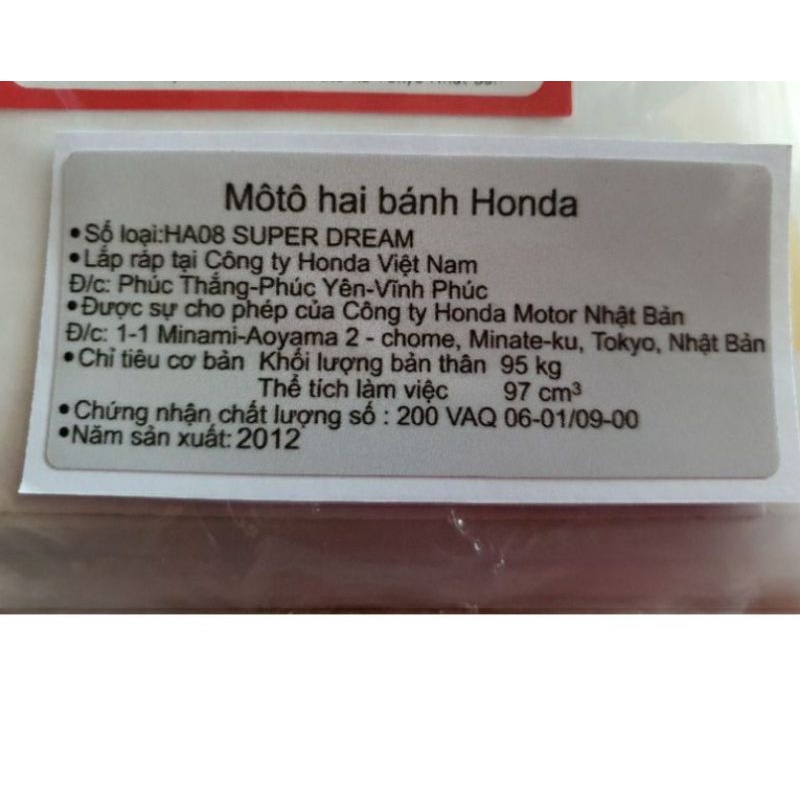 Môtô hai bánh Honda
•Số loại:HA08 SUPER DREAM
•Lắp ráp tại Công ty Honda Việt Nam
Đ/c: Phúc Thắng-Phúc Yên-Vĩnh Phúc
•Được sự cho phép của Công ty Honda Motor Nhật Bản
Đ/c: 1-1 Minami-Aoyama 2 - chome, Minate-ku, Tokyo, Nhật Bản
•Chỉ tiêu cơ bản Khối lượng bản thân 95 kg
Thể tích làm việc 97 cm³
•Chứng nhận chất lượng số : 200 VAQ 06-01/09-00
•Năm sản xuất: 2012